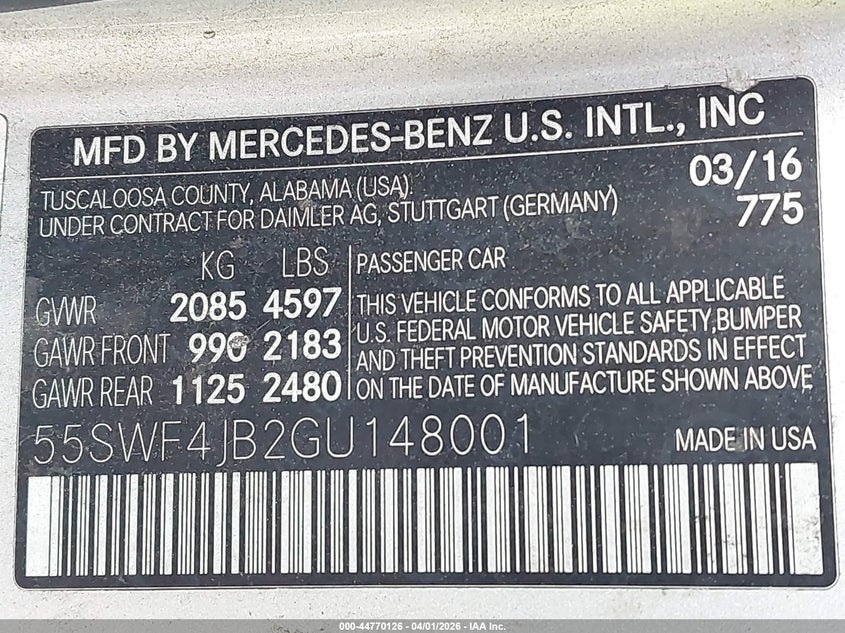 MFD BY MERCEDES-BENZ U.S. INTL., INC
TUSCALOOSA COUNTY, ALABAMA (USA). 03/16
UNDER CONTRACT FOR DAIMLER AG, STUTTGART (GERMANY) 775
KG LBS PASSENGER CAR
GVWR 2085 4597 THIS VEHICLE CONFORMS TO ALL APPLICABLE
U.S. FEDERAL MOTOR VEHICLE SAFETY,BUMPER
GAWR FRONT 990 2183 AND THEFT PREVENTION STANDARDS IN EFFECT
GAWR REAR 1125 2480 ON THE DATE OF MANUFACTURE SHOWN ABOVE
55SWF4JB2GU148001 MADE IN USA
000-44770126 - 04/01/2026 - IAA Inc.